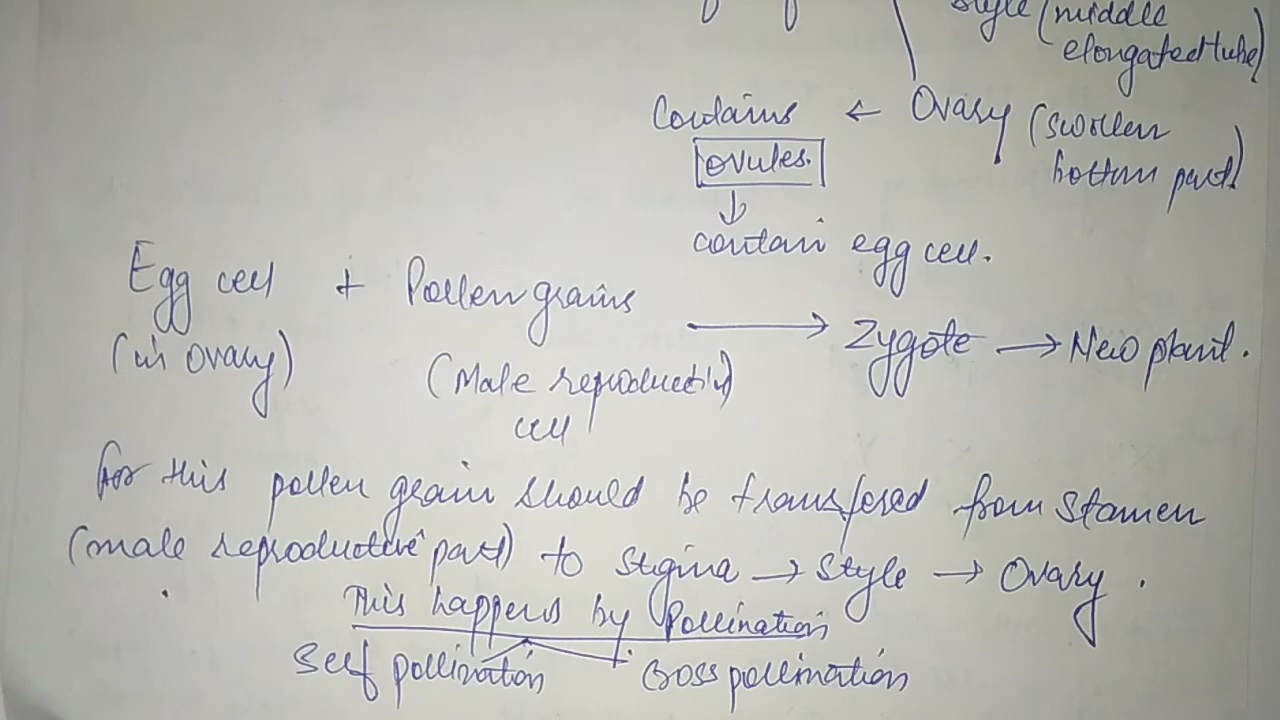 style (middle
elongated tube)
Contains ← Ovary (swollen
bottom part)
ovules.
↓
contain egg cell.
Egg cell + Pollen grains → Zygote → New plant.
(in ovary) (Male reproductive)
cell
For this pollen grain should be transfered from Stamen
(male reproductive part) to Stigma → Style → Ovary.
This happens by Pollination
Self pollination Cross pollination